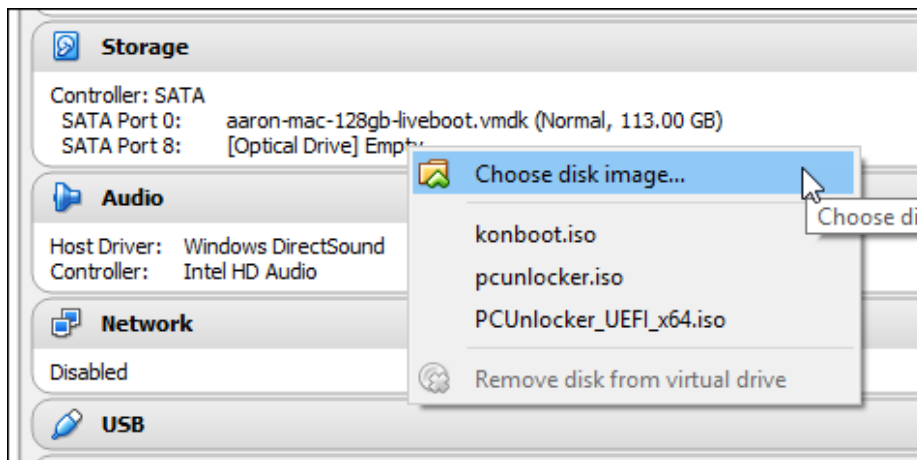 Storage
Controller: SATA
SATA Port 0: aaron-mac-128gb-liveboot.vmdk (Normal, 113.00 GB)
SATA Port 8: [Optical Drive] Empty
Choose disk image...
Choose di
konboot.iso
pcunlocker.iso
PCUnlocker_UEFI_x64.iso
Remove disk from virtual drive
Audio
Host Driver: Windows DirectSound
Controller: Intel HD Audio
Network
Disabled
USB